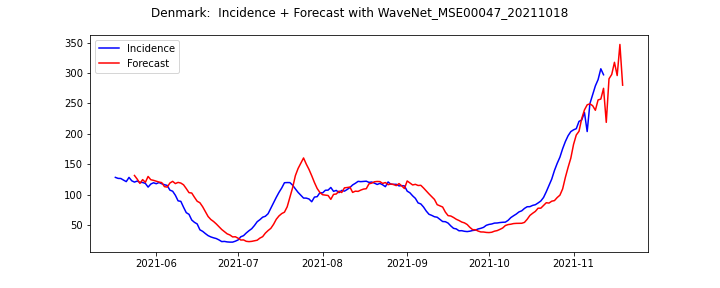 Denmark: Incidence + Forecast with WaveNet_MSE00047_20211018
Incidence
Forecast
350
300
250
200
150
100
50
2021-06 2021-07 2021-08 2021-09 2021-10 2021-11